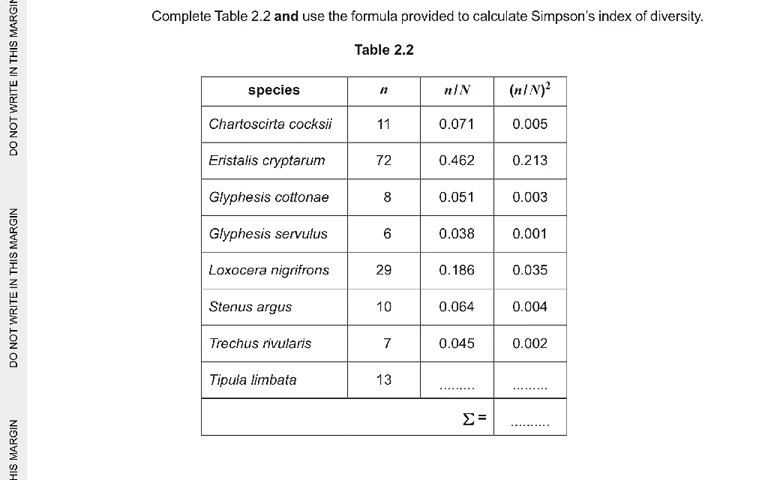 Complete Table 2.2 and use the formula provided to calculate Simpson's index of diversity.
Table 2.2
species n n/N (n/N)²
Chartoscirta cocksii 11 0.071 0.005
Eristalis cryptarum 72 0.462 0.213
Glyphesis cottonae 8 0.051 0.003
Glyphesis servulus 6 0.038 0.001
Loxocera nigrifrons 29 0.186 0.035
Stenus argus 10 0.064 0.004
Trechus rivularis 7 0.045 0.002
Tipula limbata 13 ......... .........
Σ = ..........
DO NOT WRITE IN THIS MARGIN
DO NOT WRITE IN THIS MARGIN
HIS MARGIN